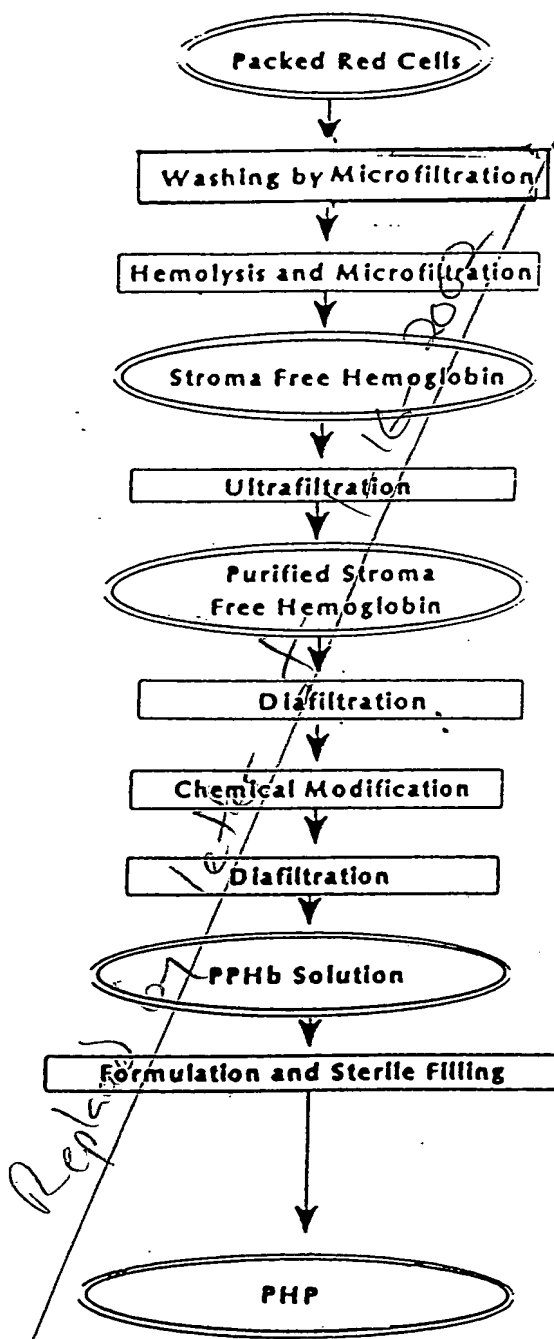 Packed Red Cells
Washing by Microfiltration
Hemolysis and Microfiltration
Stroma Free Hemoglobin
Ultrafiltration
Purified Stroma
Free Hemoglobin
Diafiltration
Chemical Modification
Diafiltration
PPHb Solution
Formulation and Sterile Filling
PHP